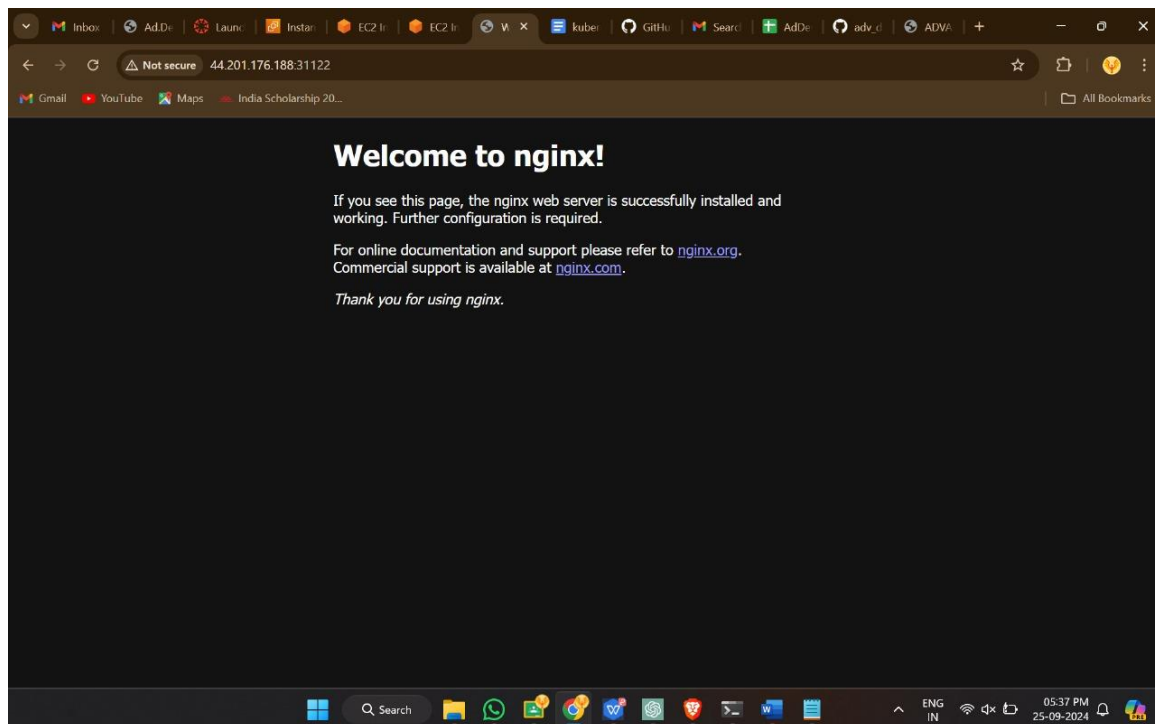 Inbox
Ad.De
Launc
Instan
EC2 In
EC2 In
W
kuber
GitHu
Search
AdDe
adv_d
ADVA
Not secure 44.201.176.188:31122
Gmail YouTube Maps India Scholarship 20... All Bookmarks
Welcome to nginx!
If you see this page, the nginx web server is successfully installed and
working. Further configuration is required.
For online documentation and support please refer to nginx.org.
Commercial support is available at nginx.com.
Thank you for using nginx.
Search
ENG
IN
05:37 PM
25-09-2024
PRE